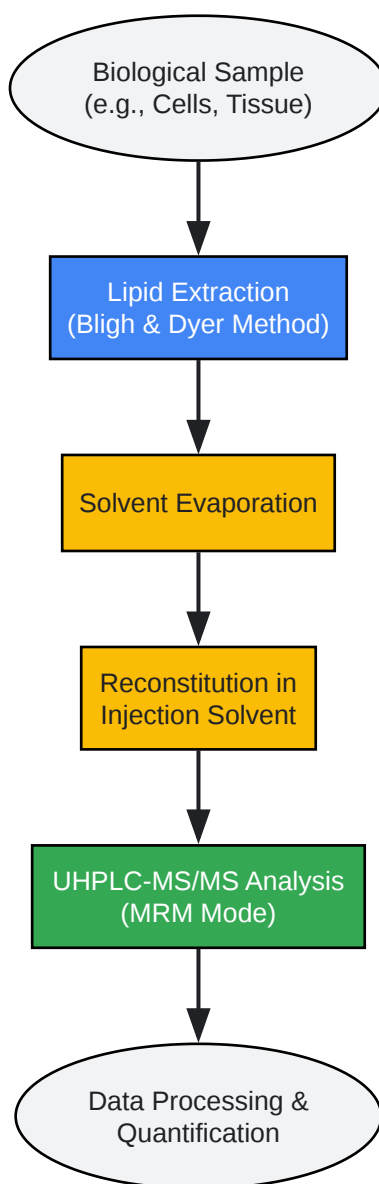 Biological Sample
(e.g., Cells, Tissue)
Lipid Extraction
(Bligh & Dyer Method)
Solvent Evaporation
Reconstitution in
Injection Solvent
UHPLC-MS/MS Analysis
(MRM Mode)
Data Processing &
Quantification